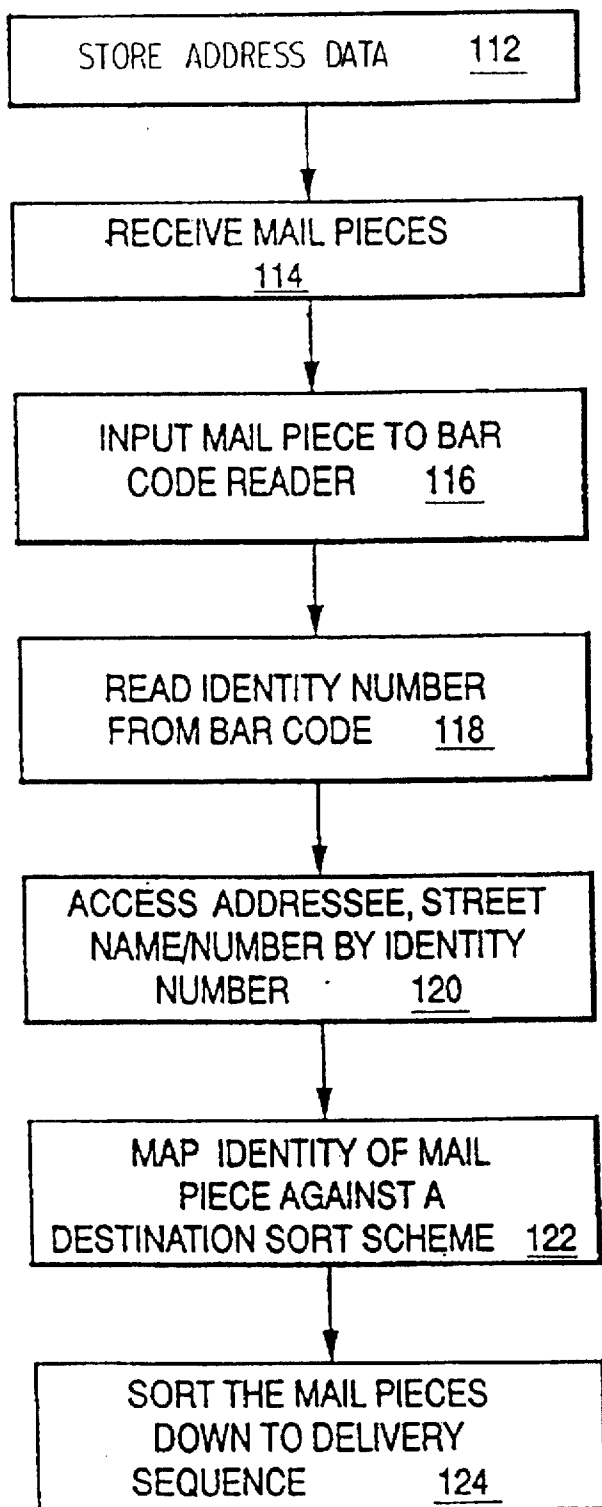 STORE ADDRESS DATA 112
RECEIVE MAIL PIECES
114
INPUT MAIL PIECE TO BAR
CODE READER 116
READ IDENTITY NUMBER
FROM BAR CODE 118
ACCESS ADDRESSEE, STREET
NAME/NUMBER BY IDENTITY
NUMBER 120
MAP IDENTITY OF MAIL
PIECE AGAINST A
DESTINATION SORT SCHEME 122
SORT THE MAIL PIECES
DOWN TO DELIVERY
SEQUENCE 124